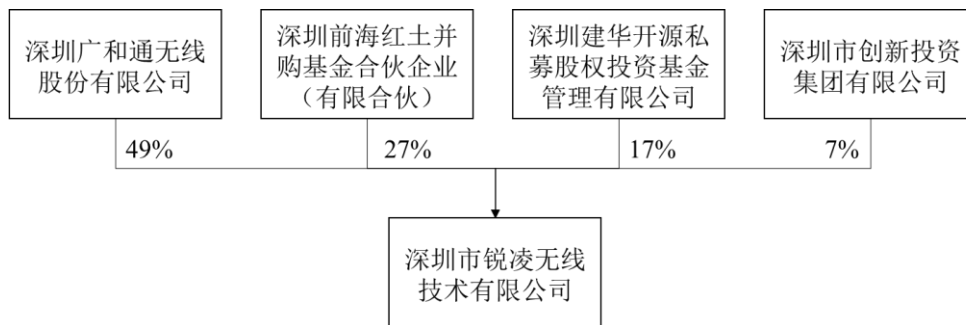 深圳广和通无线
股份有限公司
深圳前海红土并
购基金合伙企业
（有限合伙）
深圳建华开源私
募股权投资基金
管理有限公司
深圳市创新投资
集团有限公司
49%
27%
17%
7%
深圳市锐凌无线
技术有限公司